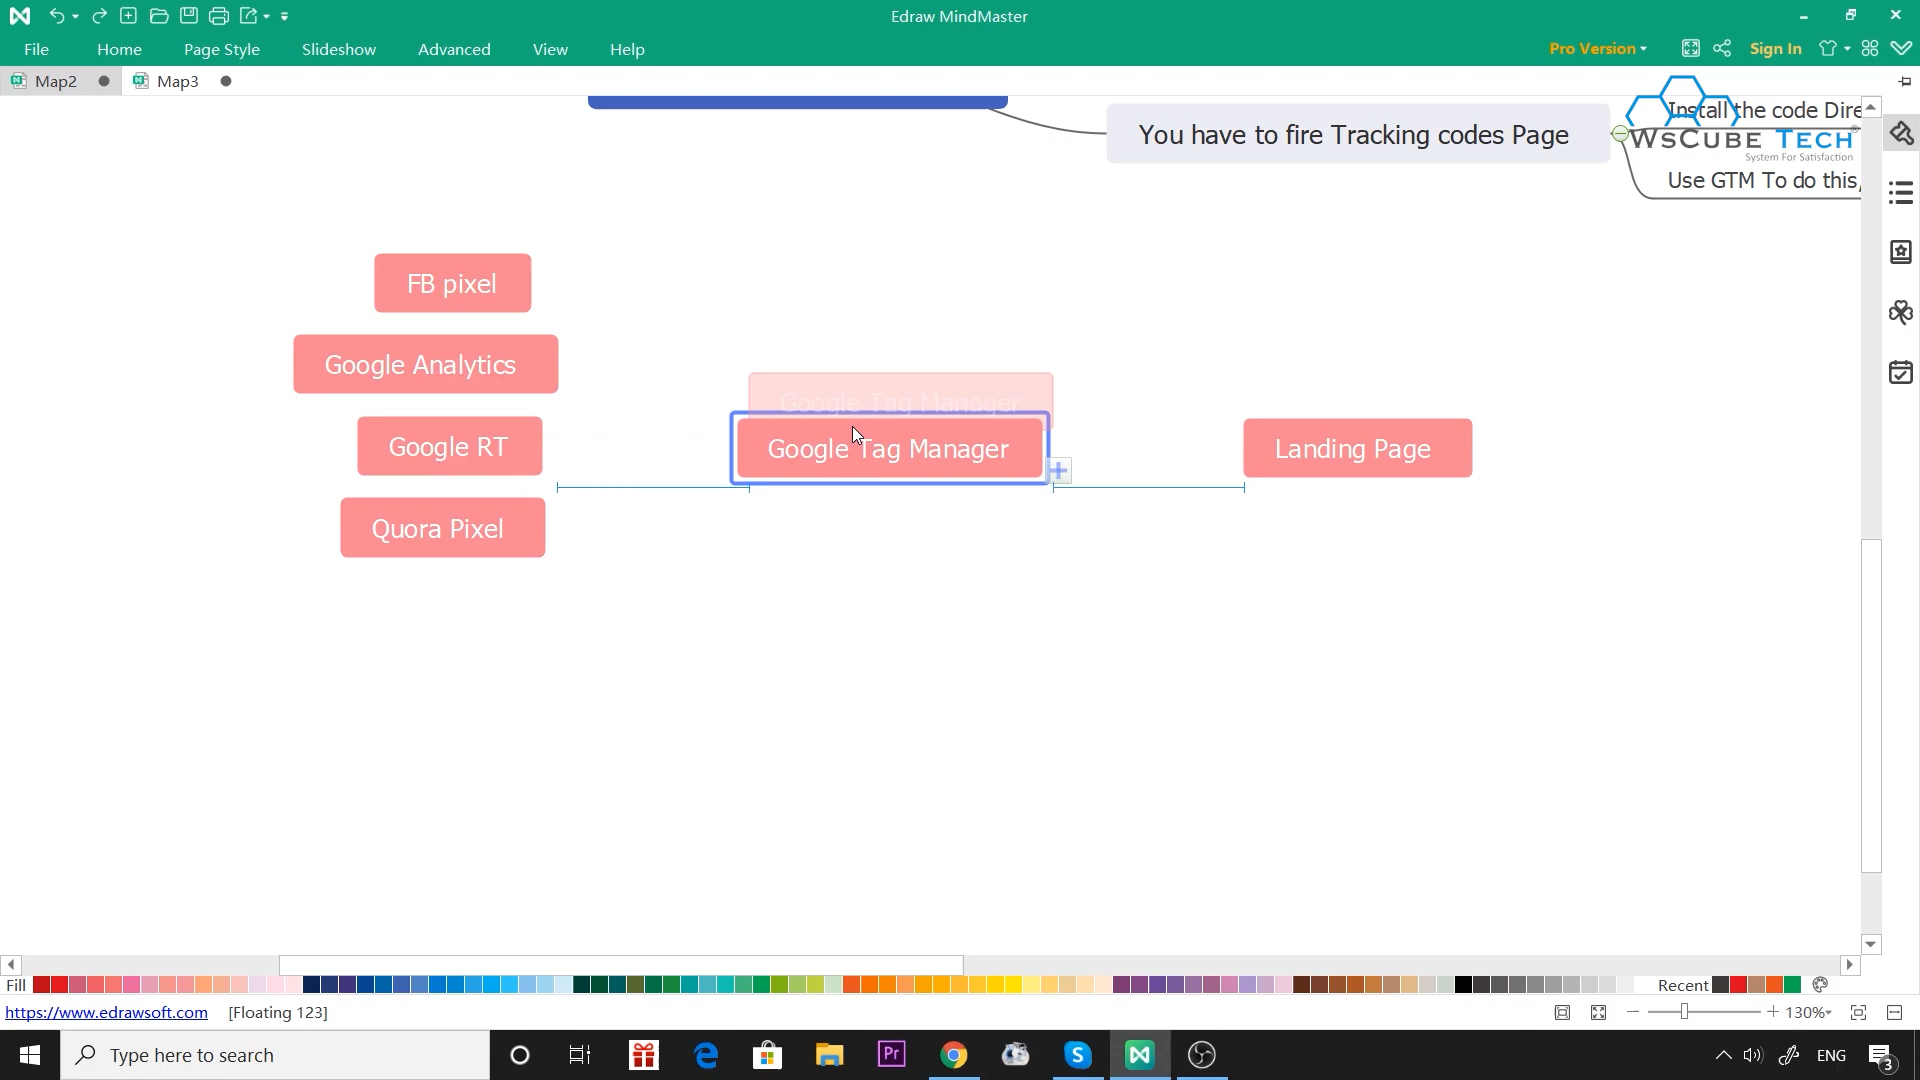 Edraw MindMaster
File Home Page Style Slideshow Advanced View Help
Pro Version Sign In
Map2 Map3
Install the code Dire
You have to fire Tracking codes Page
WSCUBE TECH
System For Satisfaction
Use GTM To do this,
FB pixel
Google Analytics
Google Tag Manager
Google RT
Google Tag Manager
Landing Page
Quora Pixel
Fill
Recent
https://www.edrawsoft.com [Floating 123]
130%
Type here to search
Pr
S
ENG
3